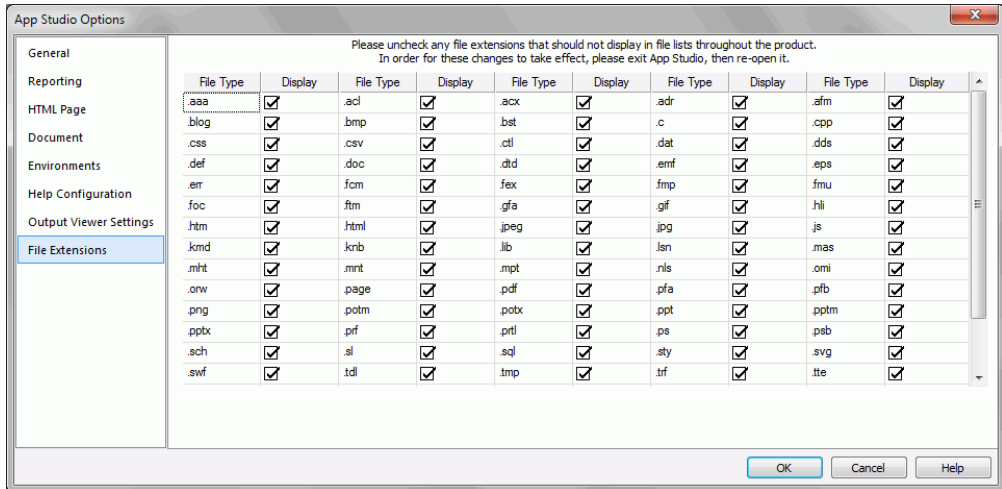 App Studio Options
General
Reporting
HTML Page
Document
Environments
Help Configuration
Output Viewer Settings
File Extensions
Please uncheck any file extensions that should not display in file lists throughout the product.
In order for these changes to take effect, please exit App Studio, then re-open it.
File Type Display File Type Display File Type Display File Type Display File Type Display
.aaa .acl .acx .adr .afm
.blog .bmp .bst .c .cpp
.css .csv .ctl .dat .dds
.def .doc .dtd .emf .eps
.err .fcm .fex .fmp .fmu
.foc .ftm .gfa .gif .hli
.htm .html .jpeg .jpg .js
.kmd .knb .lib .lsn .mas
.mht .mnt .mpt .nls .omi
.orw .page .pdf .pfa .pfb
.png .potm .potx .ppt .pptm
.pptx .prf .prtl .ps .psb
.sch .sl .sql .sty .svg
.swf .tdl .tmp .trf .tte
OK Cancel Help